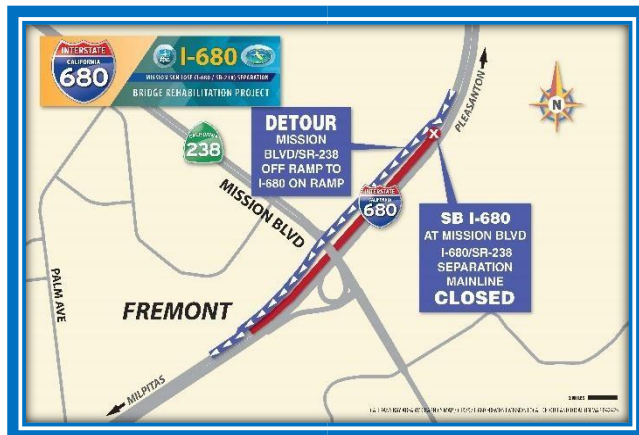 INTERSTATE
CALIFORNIA
680
I-680
MISSION SAN JOSE (I-680 / SR-238) SEPARATION
BRIDGE REHABILITATION PROJECT
CALIFORNIA
238
DETOUR
MISSION
BLVD/SR-238
OFF RAMP TO
I-680 ON RAMP
PLEASANTON
N
MISSION BLVD
INTERSTATE
CALIFORNIA
680
SB I-680
AT MISSION BLVD
I-680/SR-238
SEPARATION
MAINLINE
CLOSED
PALM AVE
FREMONT
MILPITAS